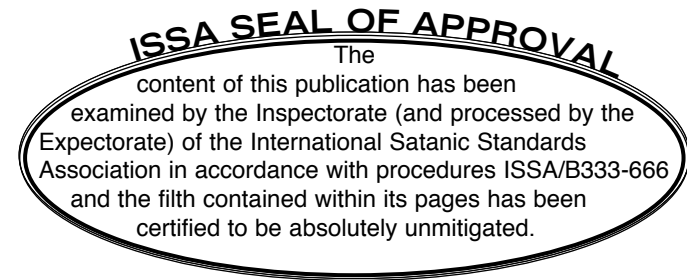 ISSA SEAL OF APPROVAL
The
content of this publication has been
examined by the Inspectorate (and processed by the
Expectorate) of the International Satanic Standards
Association in accordance with procedures ISSA/B333-666
and the filth contained within its pages has been
certified to be absolutely unmitigated.